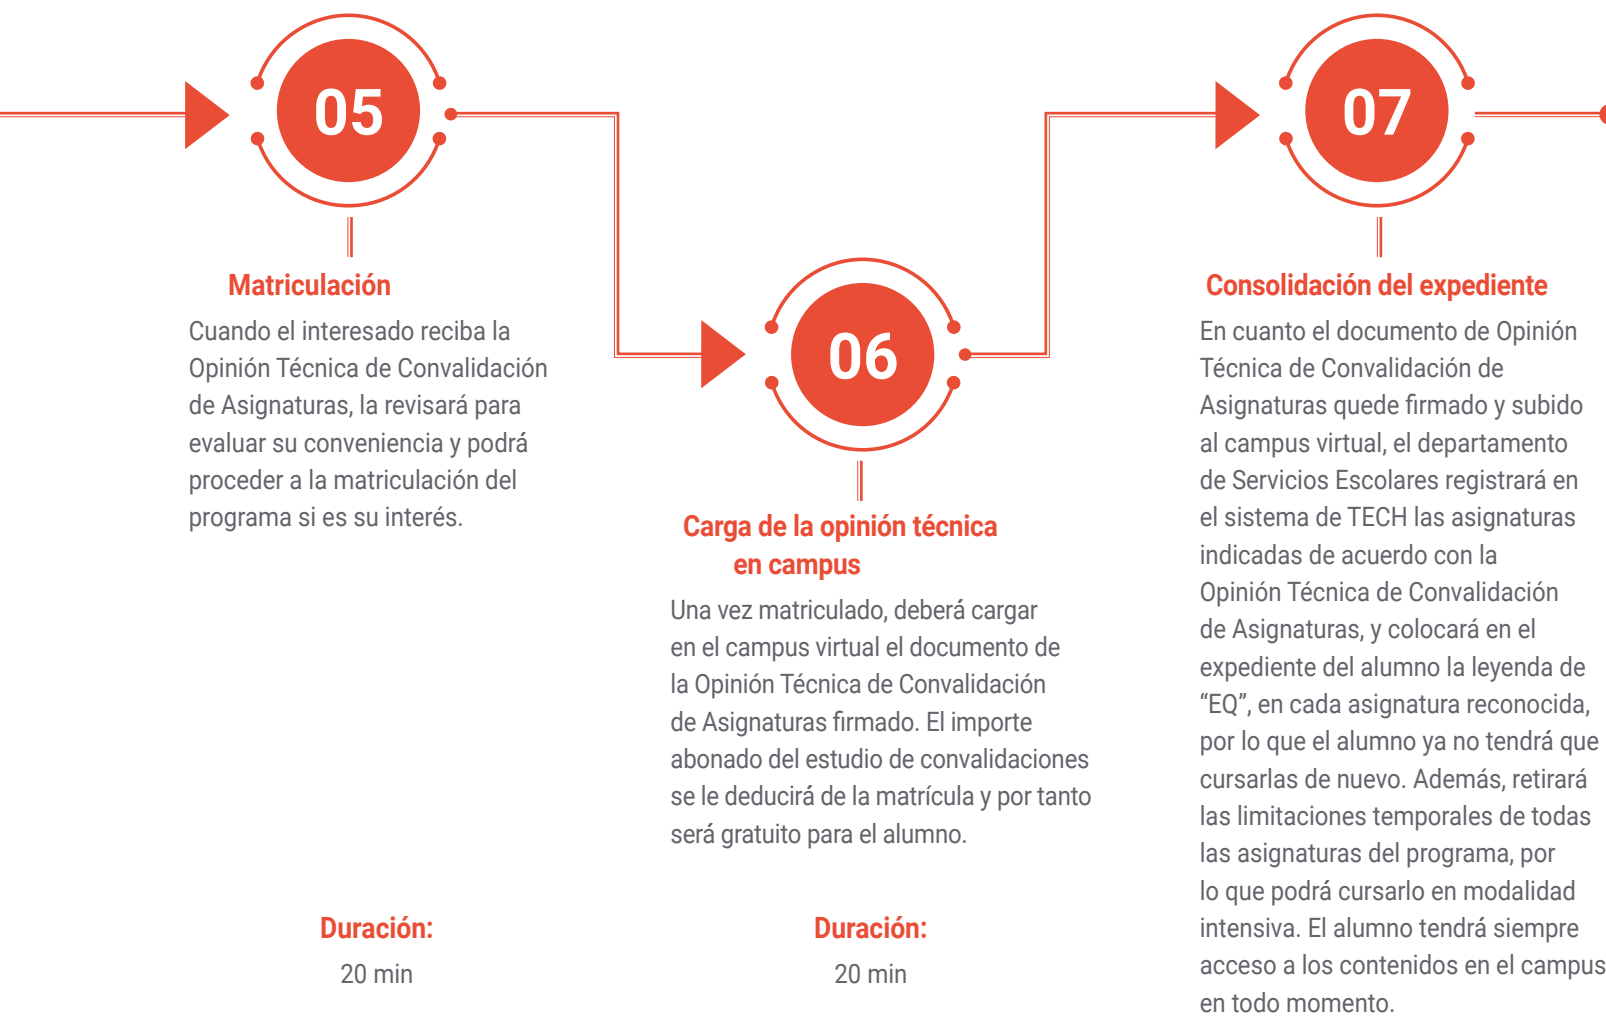 05
Matriculación
Cuando el interesado reciba la
Opinión Técnica de Convalidación
de Asignaturas, la revisará para
evaluar su conveniencia y podrá
proceder a la matriculación del
programa si es su interés.
Duración:
20 min
06
Carga de la opinión técnica
en campus
Una vez matriculado, deberá cargar
en el campus virtual el documento de
la Opinión Técnica de Convalidación
de Asignaturas firmado. El importe
abonado del estudio de convalidaciones
se le deducirá de la matrícula y por tanto
será gratuito para el alumno.
Duración:
20 min
07
Consolidación del expediente
En cuanto el documento de Opinión
Técnica de Convalidación de
Asignaturas quede firmado y subido
al campus virtual, el departamento
de Servicios Escolares registrará en
el sistema de TECH las asignaturas
indicadas de acuerdo con la
Opinión Técnica de Convalidación
de Asignaturas, y colocará en el
expediente del alumno la leyenda de
“EQ”, en cada asignatura reconocida,
por lo que el alumno ya no tendrá que
cursarlas de nuevo. Además, retirará
las limitaciones temporales de todas
las asignaturas del programa, por
lo que podrá cursarlo en modalidad
intensiva. El alumno tendrá siempre
acceso a los contenidos en el campus
en todo momento.